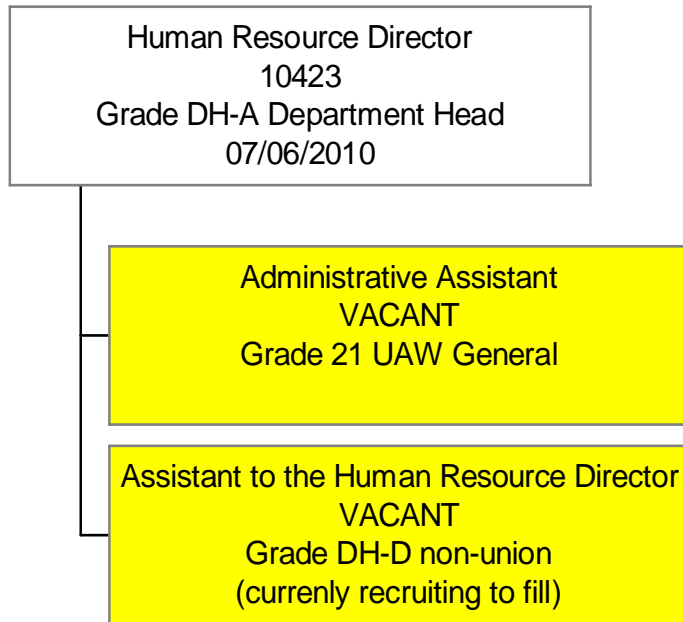 Human Resource Director
10423
Grade DH-A Department Head
07/06/2010
Administrative Assistant
VACANT
Grade 21 UAW General
Assistant to the Human Resource Director
VACANT
Grade DH-D non-union
(currenly recruiting to fill)